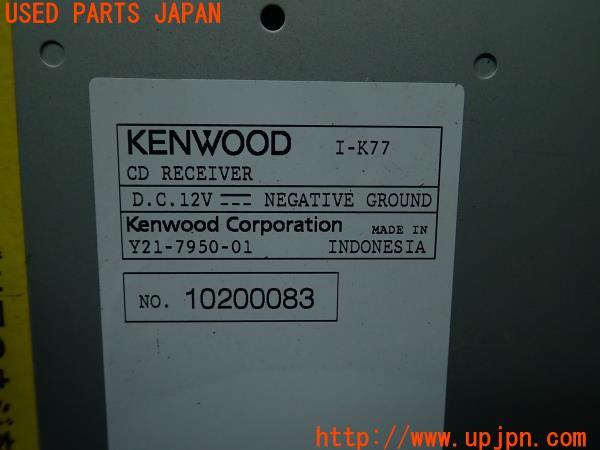 USED PARTS JAPAN
KENWOOD I-K77
CD RECEIVER
D.C.12V NEGATIVE GROUND
Kenwood Corporation MADE IN
Y21-7950-01 INDONESIA
NO. 10200083
http://www.upjpn.com/